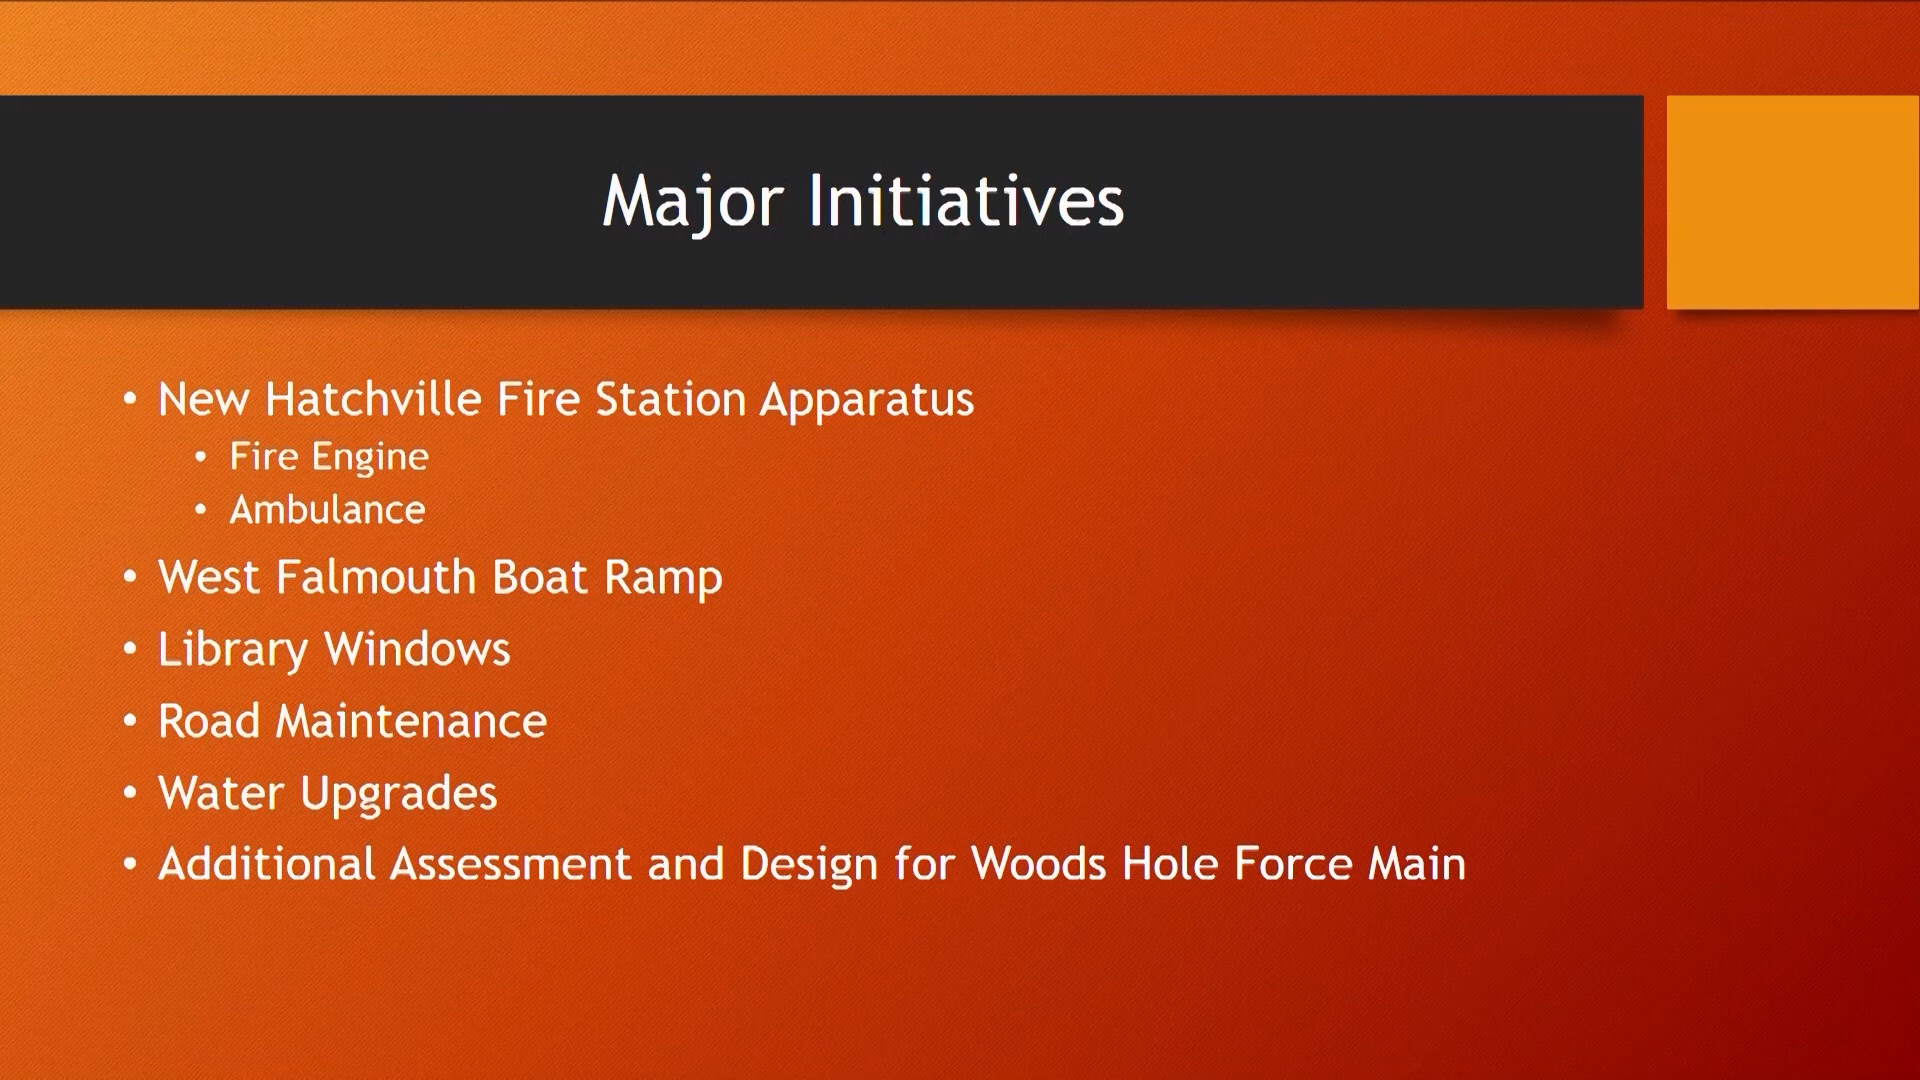 Major Initiatives
• New Hatchville Fire Station Apparatus
• Fire Engine
• Ambulance
• West Falmouth Boat Ramp
• Library Windows
• Road Maintenance
• Water Upgrades
• Additional Assessment and Design for Woods Hole Force Main